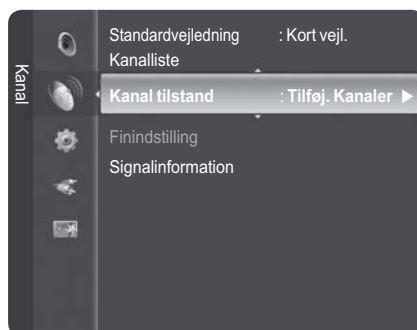 Kanal
Standardvejledning : Kort vejl.
Kanalliste
Kanal tilstand : Tilføj. Kanaler ▶
Finindstilling
Signalinformation